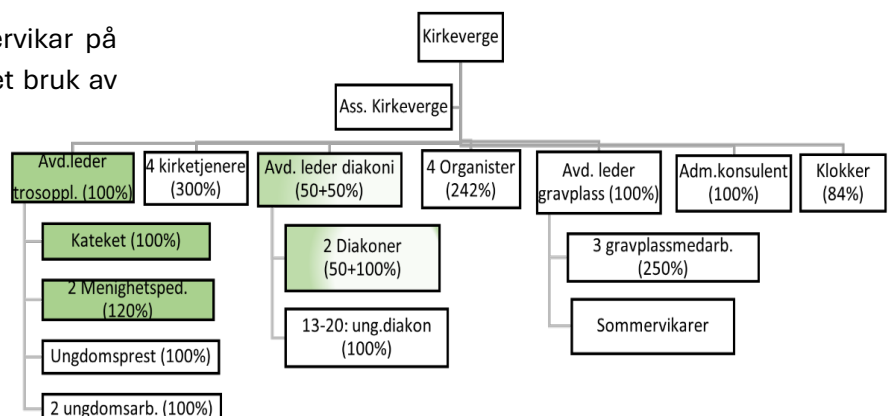 ervikar på
et bruk av
Kirkeverge
Ass. Kirkeverge
Avd.leder
trosoppl. (100%)
4 kirketjenere
(300%)
Avd. leder diakoni
(50+50%)
4 Organister
(242%)
Avd. leder
gravplass (100%)
Adm.konsulent
(100%)
Klokker
(84%)
Kateket (100%)
2 Menighetsped.
(120%)
Ungdomsprest (100%)
2 ungdomsarb. (100%)
2 Diakoner
(50+100%)
13-20: ung.diakon
(100%)
3 gravplassmedarb.
(250%)
Sommervikarer